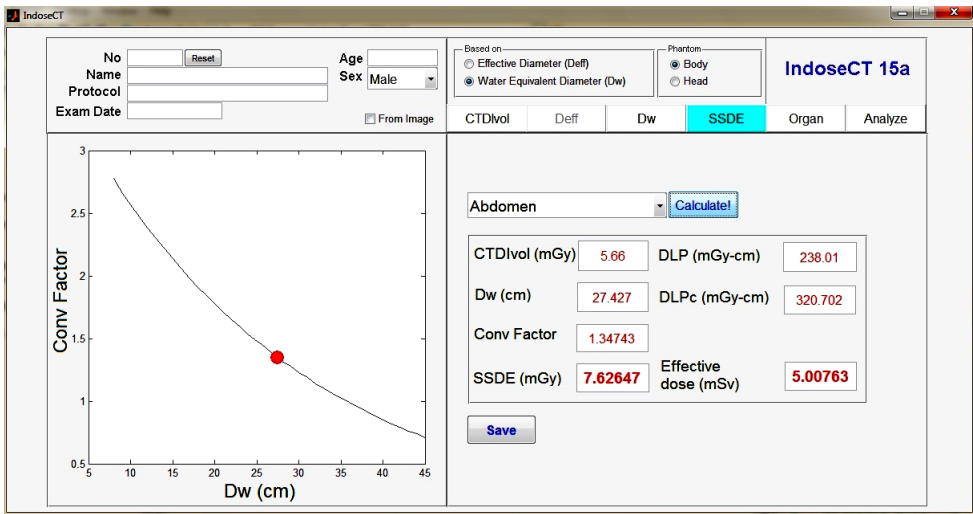 IndoseCT
No Reset
Name
Protocol
Exam Date
Age
Sex Male
From Image
Based on
Effective Diameter (Deff)
Water Equivalent Diameter (Dw)
Phantom
Body
Head
IndoseCT 15a
CTDIvol Deff Dw SSDE Organ Analyze
3
2.5
2
1.5
1
0.5
Conv Factor
5 10 15 20 25 30 35 40 45
Dw (cm)
Abdomen Calculate!
CTDIvol (mGy) 5.66 DLP (mGy-cm) 238.01
Dw (cm) 27.427 DLPc (mGy-cm) 320.702
Conv Factor 1.34743
SSDE (mGy) 7.62647 Effective
dose (mSv) 5.00763
Save